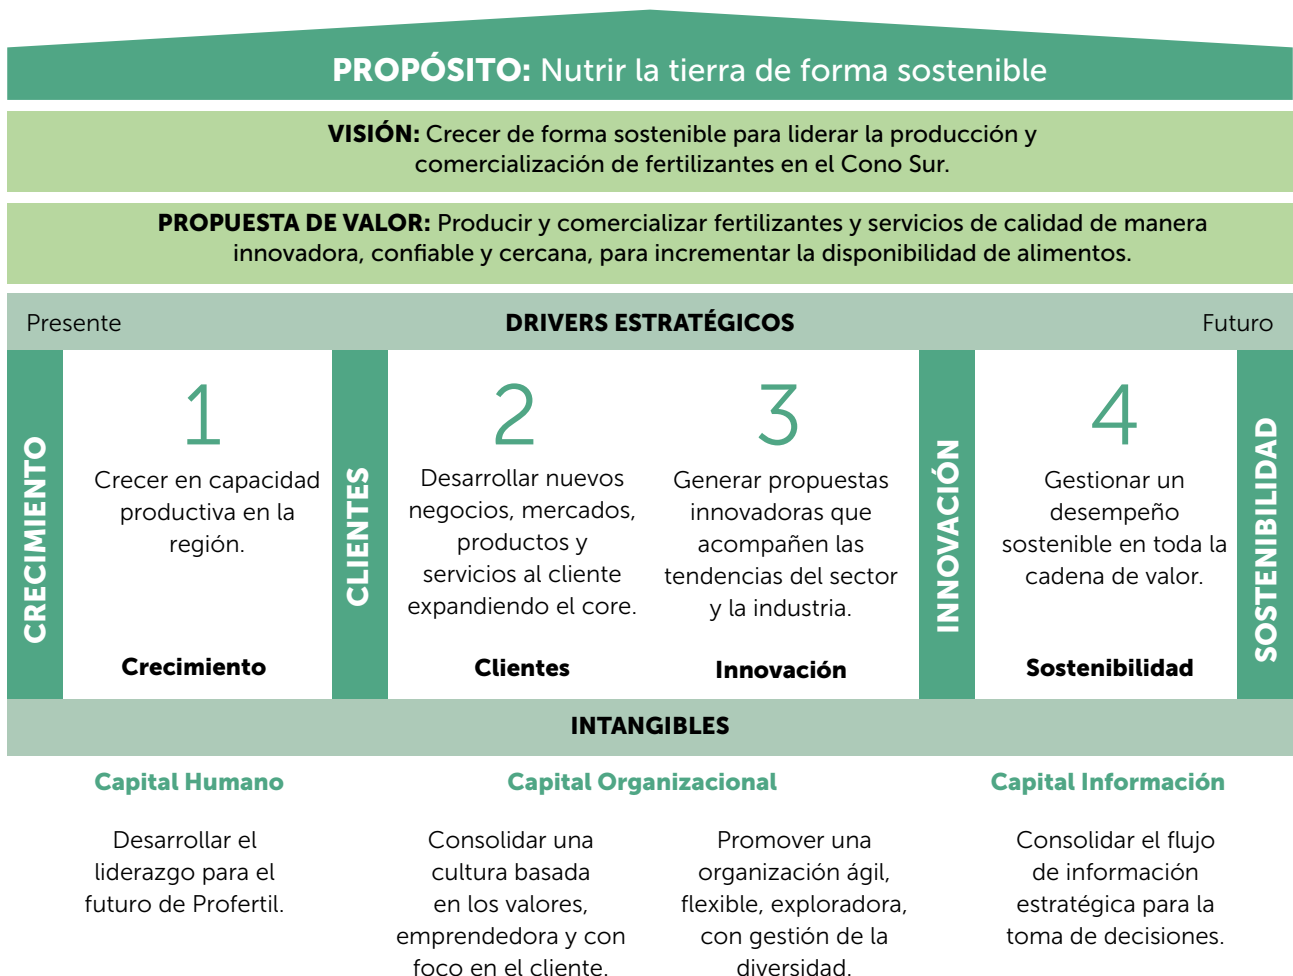 PROPÓSITO: Nutrir la tierra de forma sostenible
VISIÓN: Crecer de forma sostenible para liderar la producción y
comercialización de fertilizantes en el Cono Sur.
PROPUESTA DE VALOR: Producir y comercializar fertilizantes y servicios de calidad de manera
innovadora, confiable y cercana, para incrementar la disponibilidad de alimentos.
Presente
DRIVERS ESTRATÉGICOS
Futuro
CRECIMIENTO
1
Crecer en capacidad
productiva en la
región.
Crecimiento
CLIENTES
2
Desarrollar nuevos
negocios, mercados,
productos y
servicios al cliente
expandiendo el core.
Clientes
3
Generar propuestas
innovadoras que
acompañen las
tendencias del sector
y la industria.
Innovación
INNOVACIÓN
4
Gestionar un
desempeño
sostenible en toda la
cadena de valor.
Sostenibilidad
SOSTENIBILIDAD
INTANGIBLES
Capital Humano
Desarrollar el
liderazgo para el
futuro de Profertil.
Capital Organizacional
Consolidar una
cultura basada
en los valores,
emprendedora y con
foco en el cliente.
Promover una
organización ágil,
flexible, exploradora,
con gestión de la
diversidad.
Capital Información
Consolidar el flujo
de información
estratégica para la
toma de decisiones.